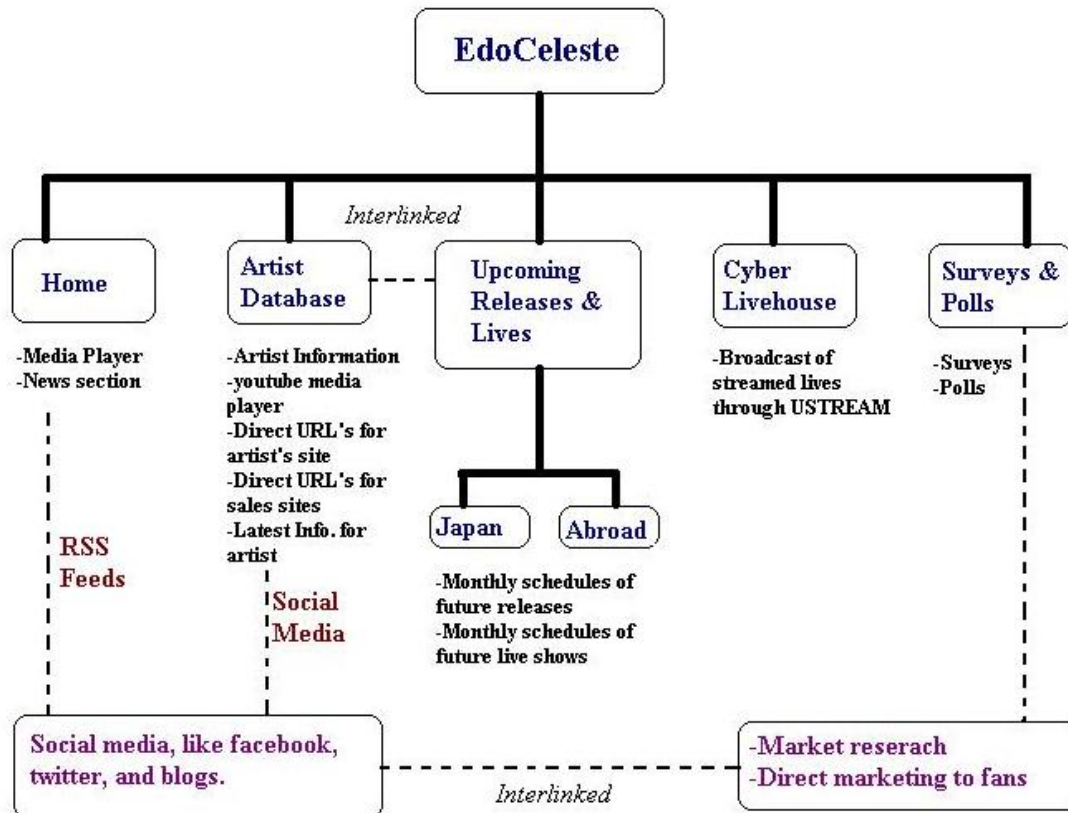 EdoCeleste
Interlinked
Home
Artist
Database
Upcoming
Releases &
Lives
Cyber
Livehouse
Surveys &
Polls
-Media Player
-News section
-Artist Information
-youtube media
player
-Direct URL's for
artist's site
-Direct URL's for
sales sites
-Latest Info. for
artist
-Broadcast of
streamed lives
through USTREAM
-Surveys
-Polls
Japan
Abroad
-Monthly schedules of
future releases
-Monthly schedules of
future live shows
RSS
Feeds
Social
Media
Social media, like facebook,
twitter, and blogs.
Interlinked
-Market reserach
-Direct marketing to fans